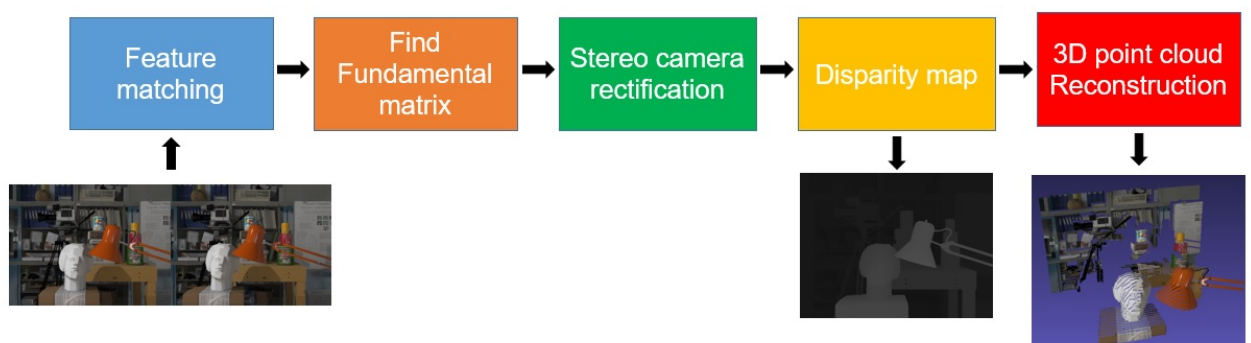 Feature
matching
Find
Fundamental
matrix
Stereo camera
rectification
Disparity map
3D point cloud
Reconstruction